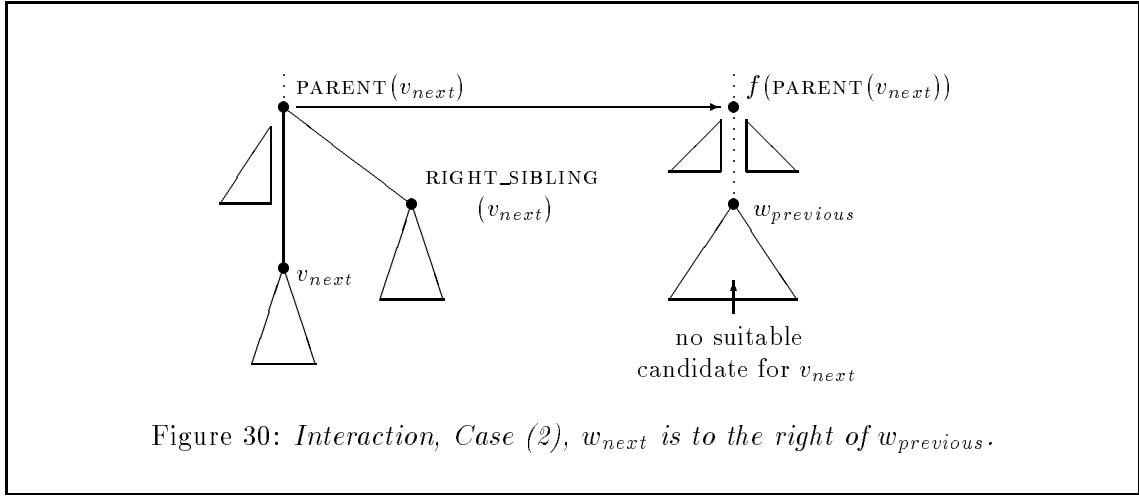 PARENT(v_next)
f(PARENT(v_next))
RIGHT_SIBLING
(v_next)
w_previous
v_next
no suitable
candidate for v_next
Figure 30: Interaction, Case (2), w_next is to the right of w_previous.